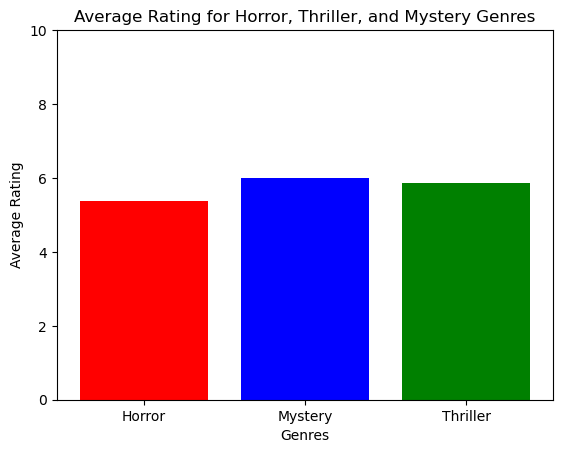 Average Rating for Horror, Thriller, and Mystery Genres
10
8
6
4
2
0
Average Rating
Horror Mystery Thriller
Genres